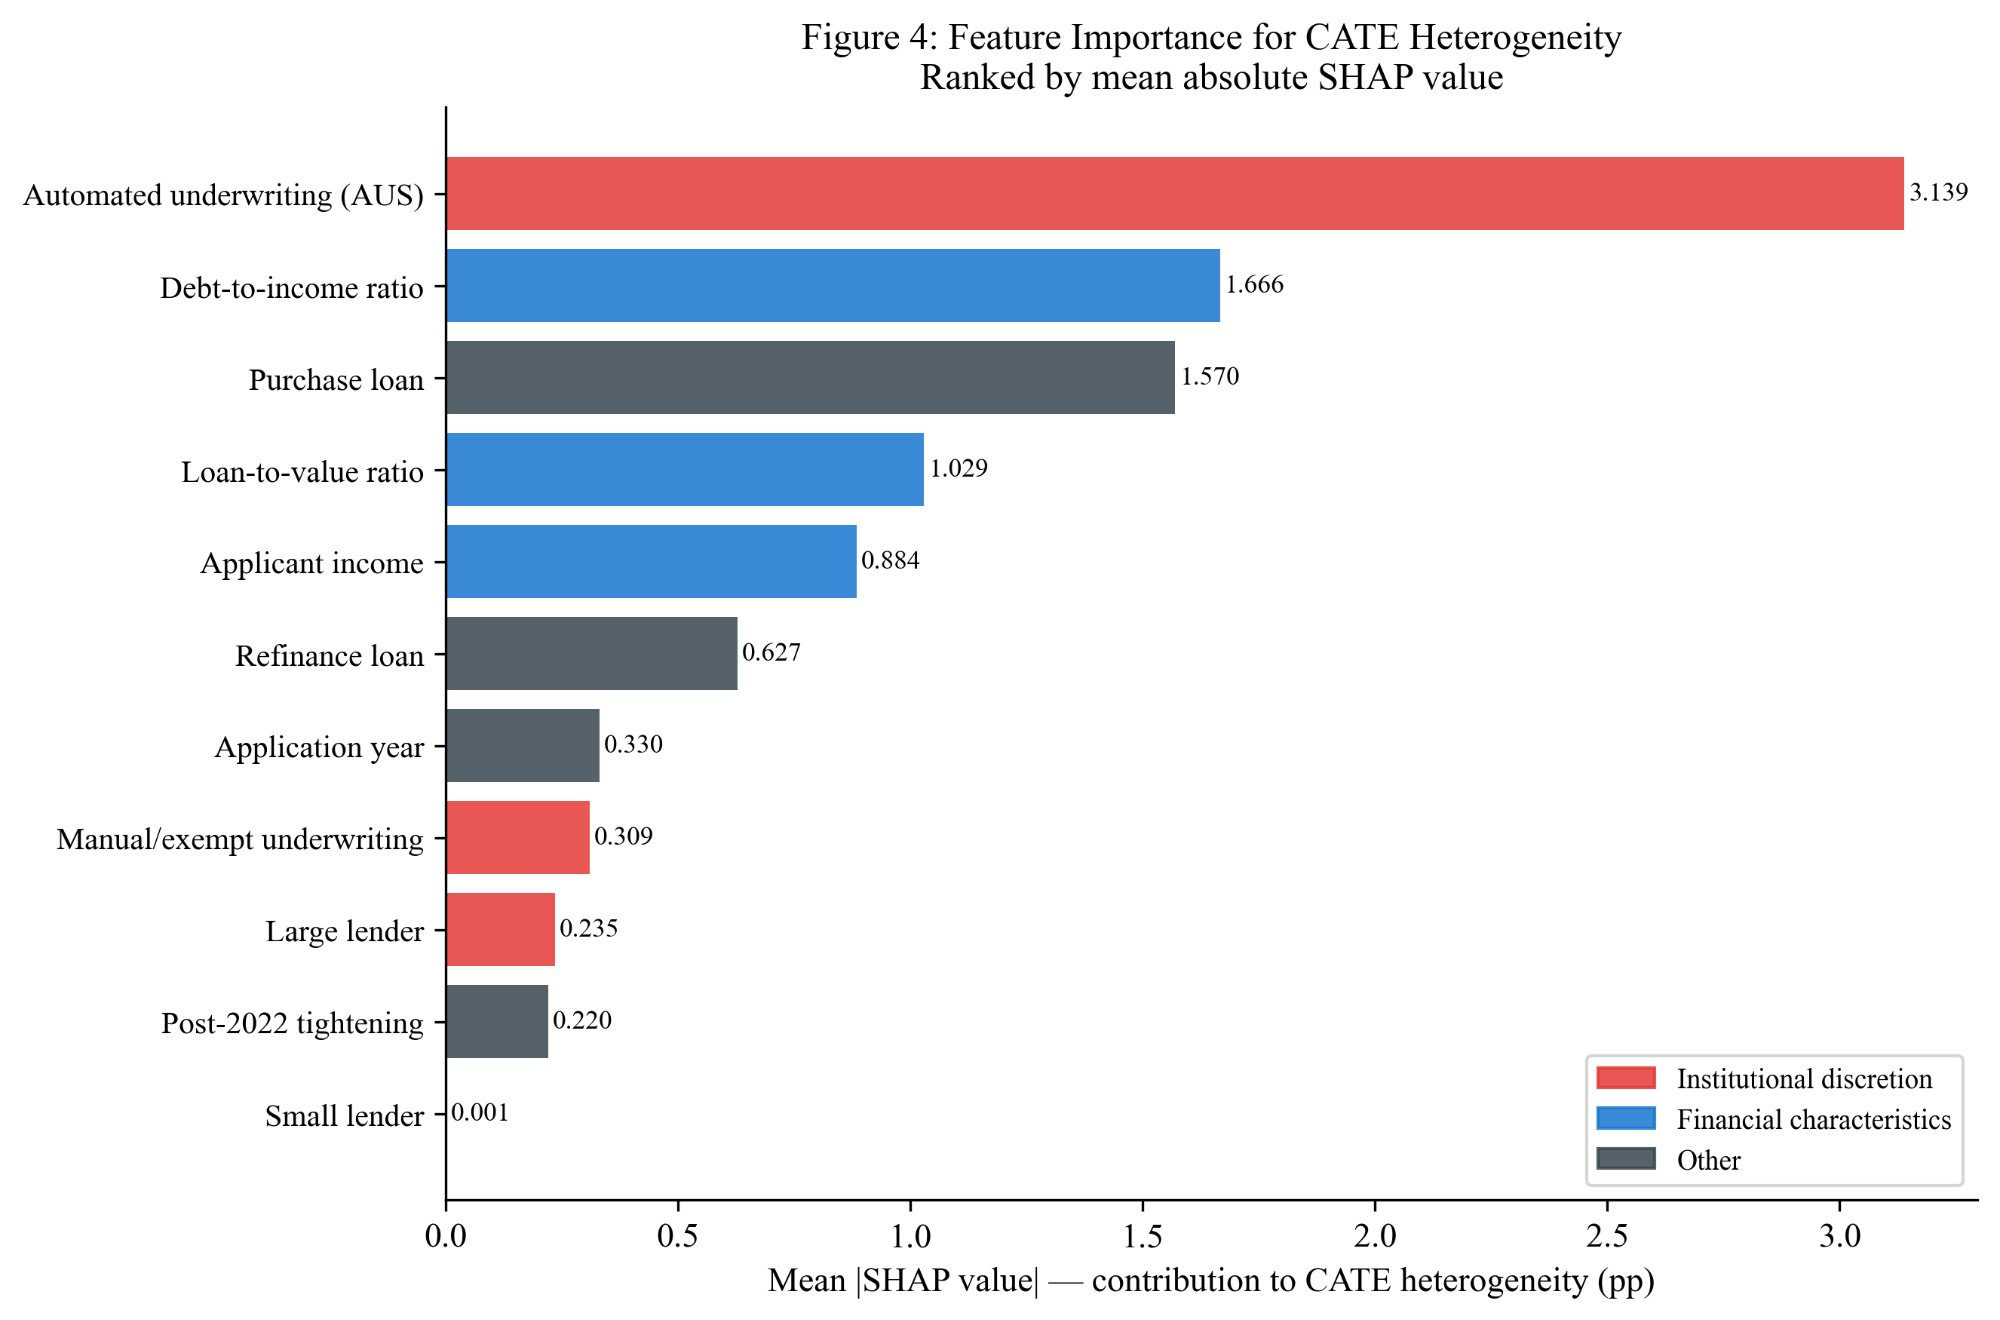 Figure 4: Feature Importance for CATE Heterogeneity
Ranked by mean absolute SHAP value
Automated underwriting (AUS)
3.139
Debt-to-income ratio
1.666
Purchase loan
1.570
Loan-to-value ratio
1.029
Applicant income
0.884
Refinance loan
0.627
Application year
0.330
Manual/exempt underwriting
0.309
Large lender
0.235
Post-2022 tightening
0.220
Small lender
0.001
Institutional discretion
Financial characteristics
Other
0.0 0.5 1.0 1.5 2.0 2.5 3.0
Mean |SHAP value| — contribution to CATE heterogeneity (pp)